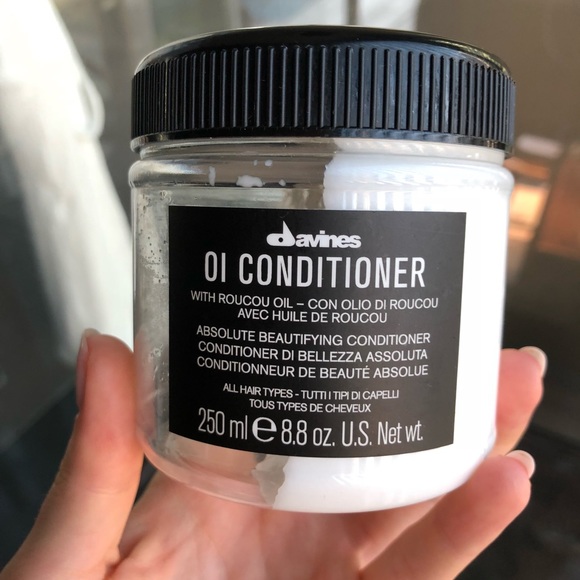 davines
OI CONDITIONER
WITH ROUCOU OIL – CON OLIO DI ROUCOU
AVEC HUILE DE ROUCOU
ABSOLUTE BEAUTIFYING CONDITIONER
CONDITIONER DI BELLEZZA ASSOLUTA
CONDITIONNEUR DE BEAUTÉ ABSOLUE
ALL HAIR TYPES - TUTTI I TIPI DI CAPELLI
TOUS TYPES DE CHEVEUX
250 ml ℮ 8.8 oz. U.S. Net wt.